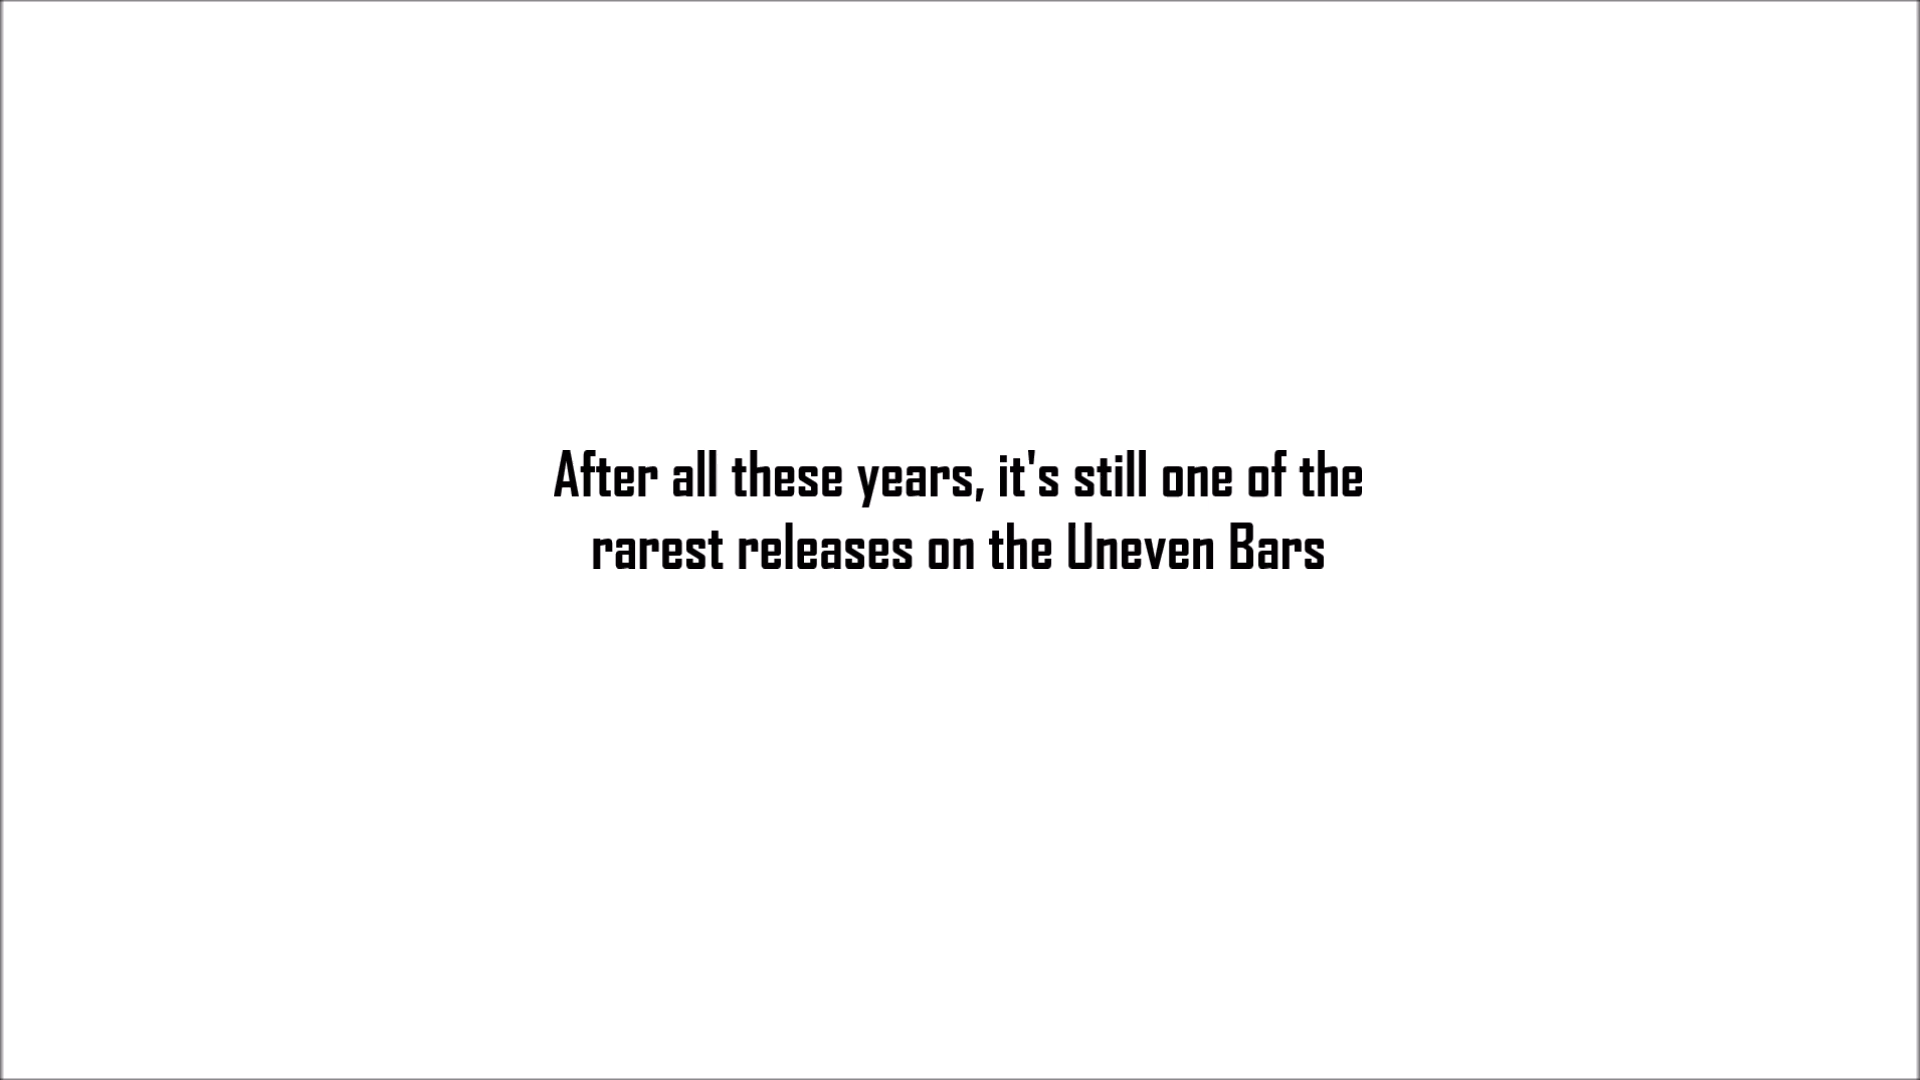 After all these years, it's still one of the
rarest releases on the Uneven Bars